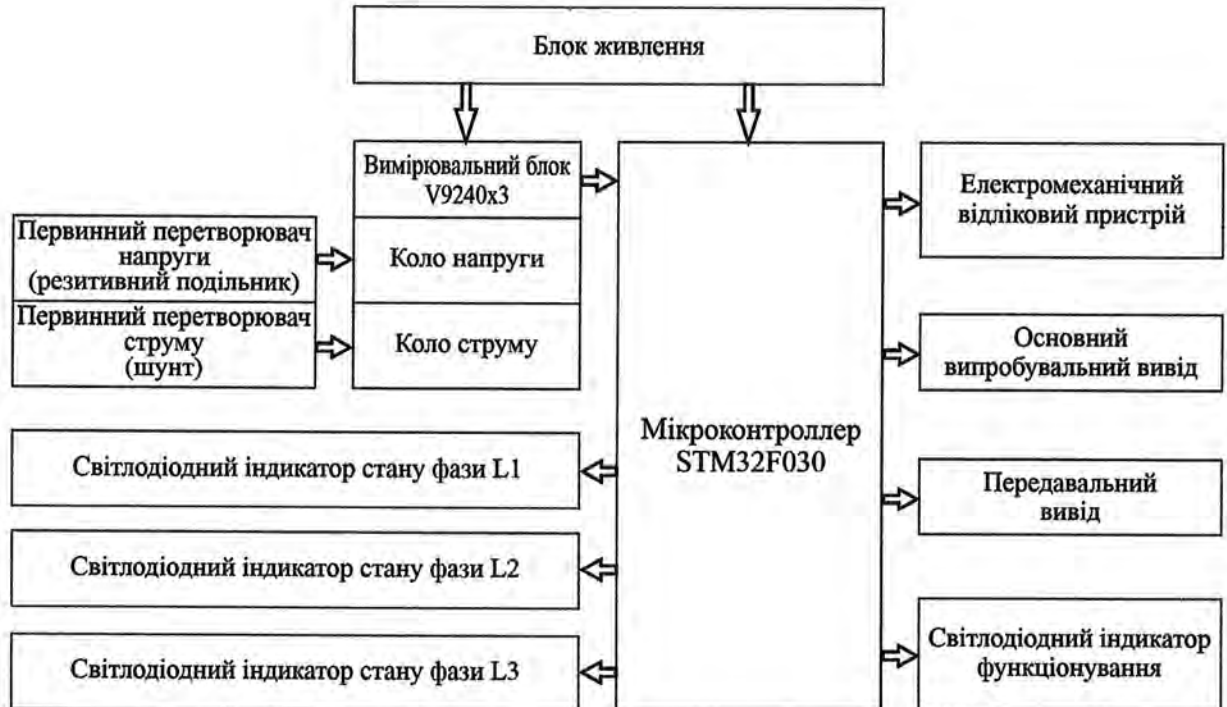 Блок живлення
Вимірювальний блок
V9240x3
Первинний перетворювач
напруги
(резитивний подільник)
Коло напруги
Первинний перетворювач
струму
(шунт)
Коло струму
Світлодіодний індикатор стану фази L1
Світлодіодний індикатор стану фази L2
Світлодіодний індикатор стану фази L3
Мікроконтроллер
STM32F030
Електромеханічний
відліковий пристрій
Основний
випробувальний вивід
Передавальний
вивід
Світлодіодний індикатор
функціонування